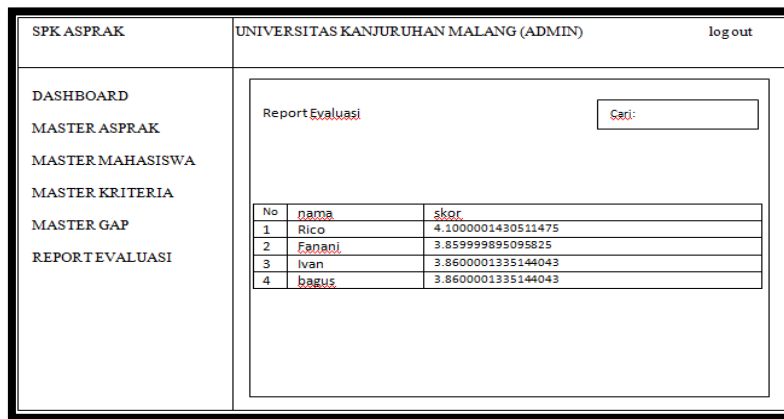 SPK ASPRAK
UNIVERSITAS KANJURUHAN MALANG (ADMIN)
log out
DASHBOARD
MASTER ASPRAK
MASTER MAHASISWA
MASTER KRITERIA
MASTER GAP
REPORT EVALUASI
Report Evaluasi
Cari:
No nama skor
1 Rico 4.1000001430511475
2 Fanani 3.859999895095825
3 Ivan 3.8600001335144043
4 bagus 3.8600001335144043